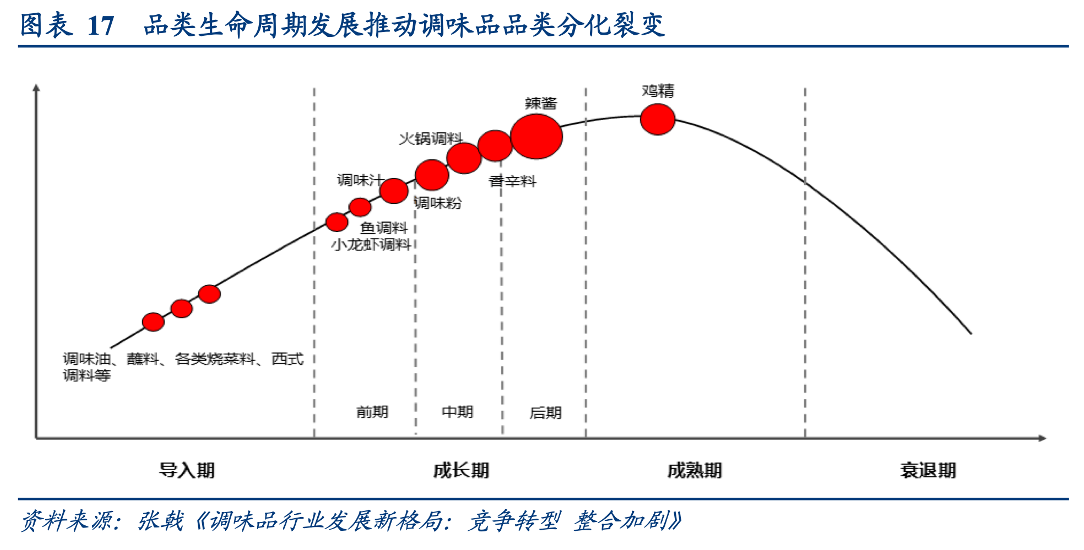 图表 17 品类生命周期发展推动调味品品类分化裂变
辣酱
鸡精
火锅调料
调味汁
香辛料
调味粉
鱼调料
小龙虾调料
调味油、蘸料、各类烧菜料、西式
调料等
前期
中期
后期
导入期
成长期
成熟期
衰退期
资料来源：张戟《调味品行业发展新格局：竞争转型 整合加剧》